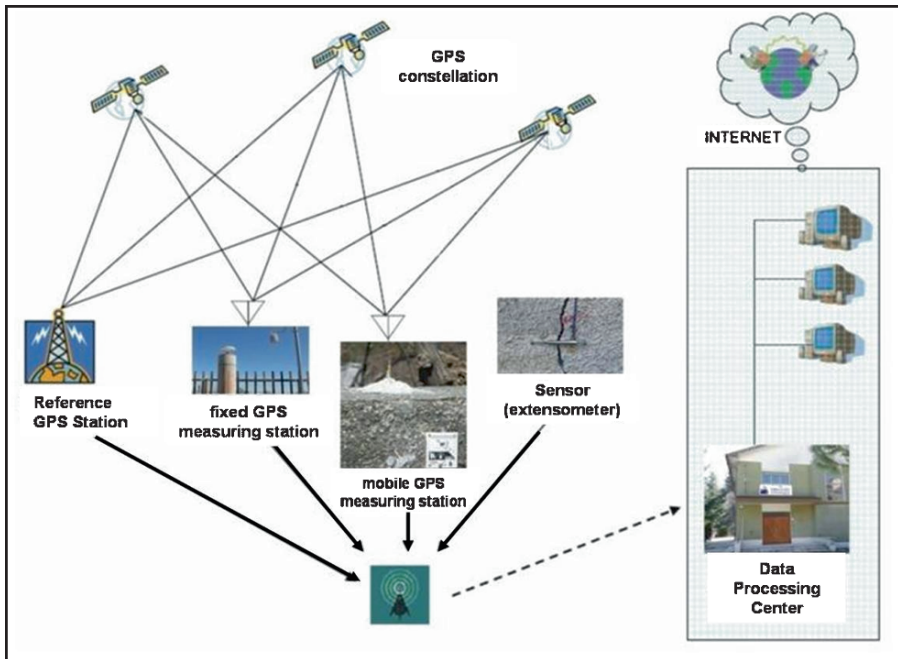 GPS
constellation
INTERNET
Reference
GPS Station
fixed GPS
measuring station
mobile GPS
measuring station
Sensor
(extensometer)
Data
Processing
Center